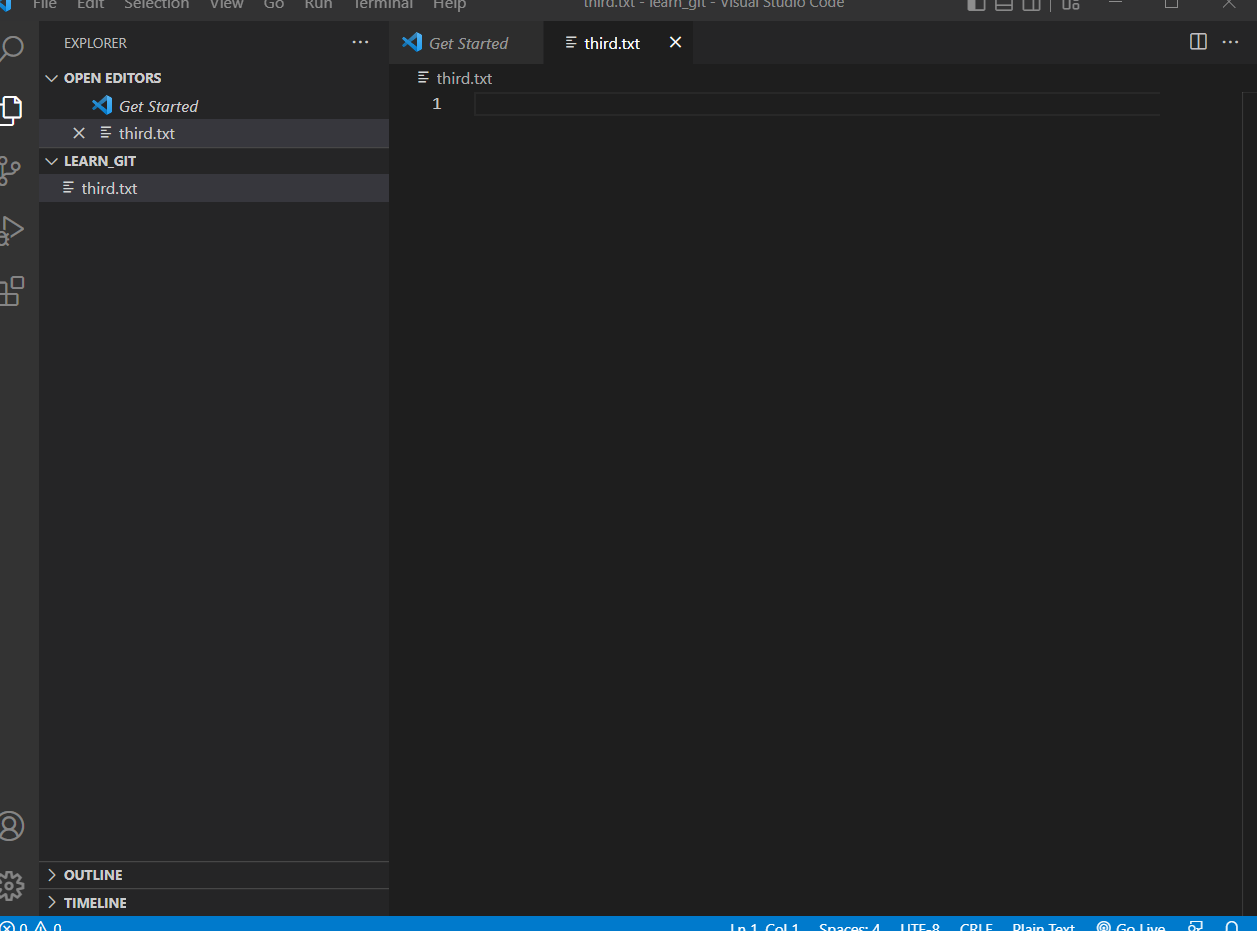 File Edit Selection View Go Run Terminal Help third.txt - learn_git - Visual Studio Code
EXPLORER
Get Started third.txt
OPEN EDITORS
Get Started
third.txt
LEARN_GIT
third.txt
third.txt
1
OUTLINE
TIMELINE
0 0 Ln 1, Col 1 Spaces: 4 UTF-8 CRLF Plain Text Go Live